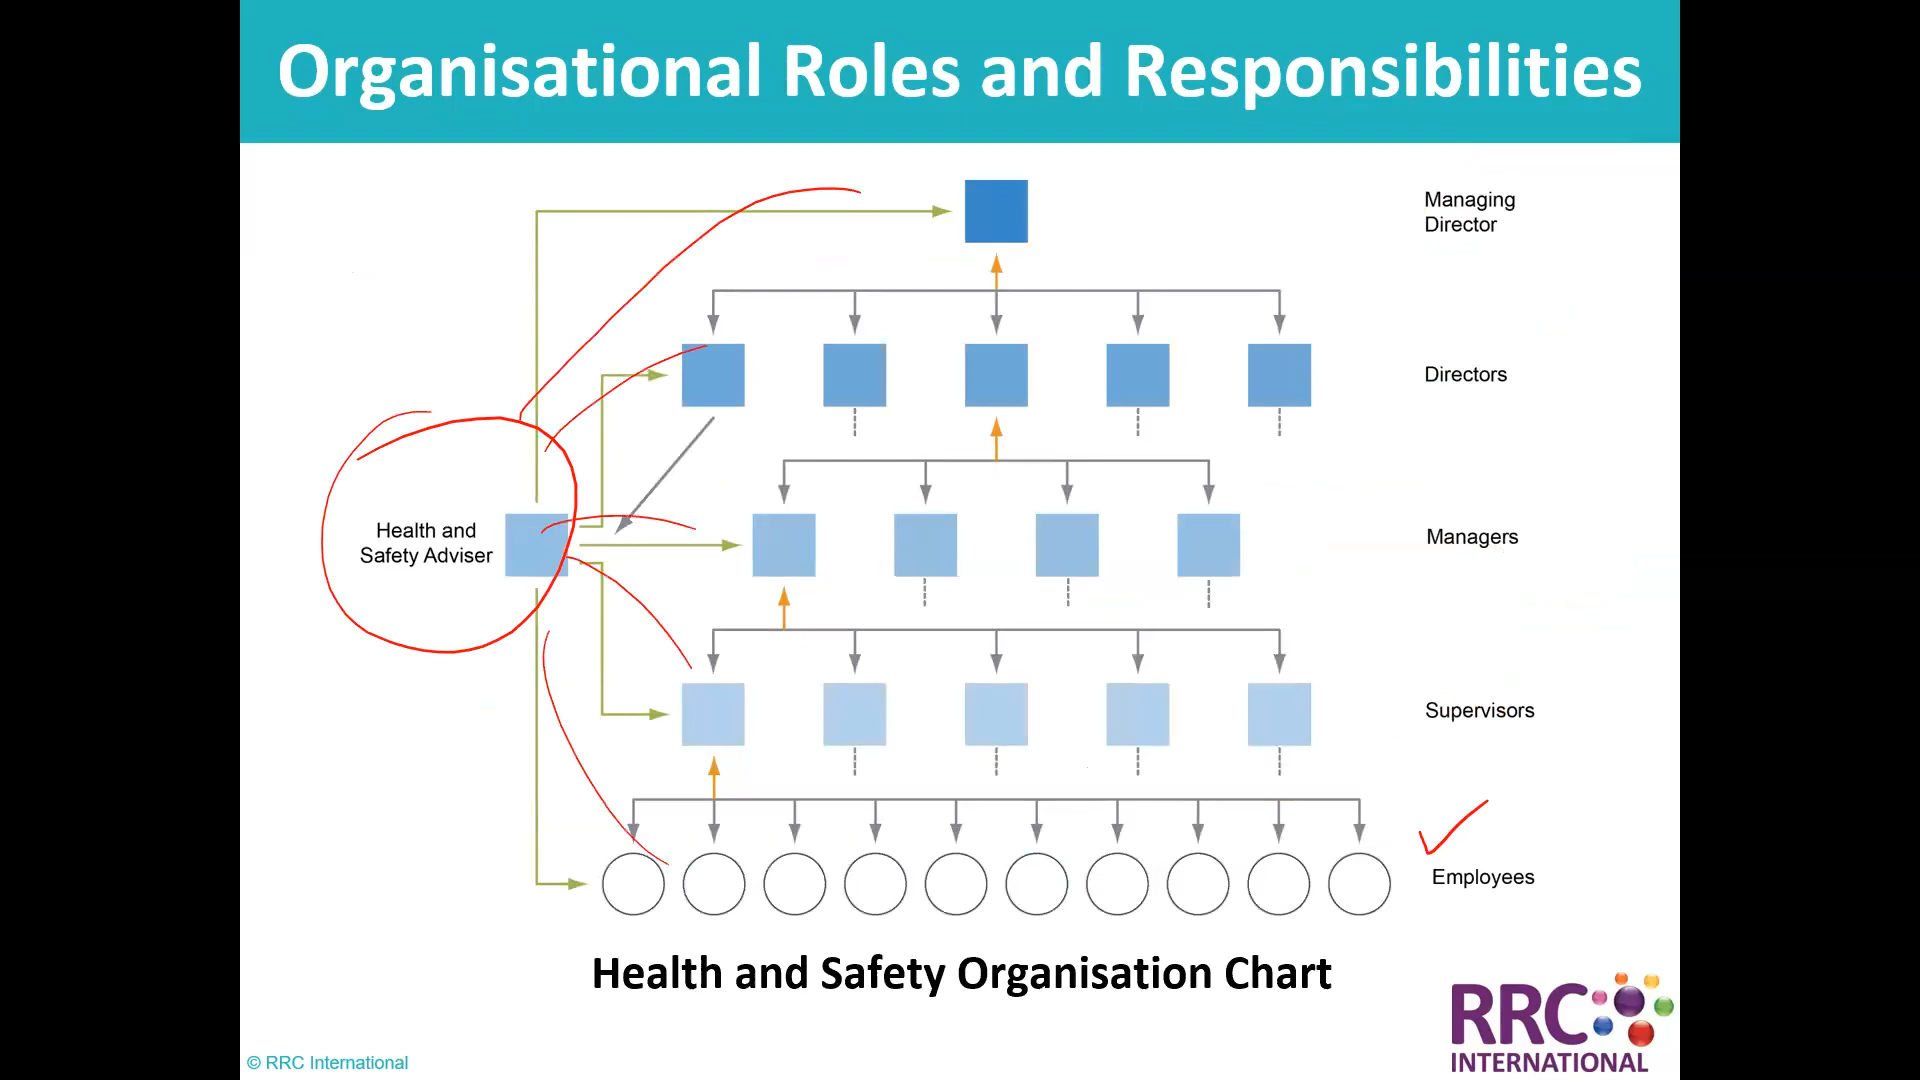 Organisational Roles and Responsibilities
Managing
Director
Directors
Health and
Safety Adviser
Managers
Supervisors
Employees
Health and Safety Organisation Chart
RRC
INTERNATIONAL
© RRC International